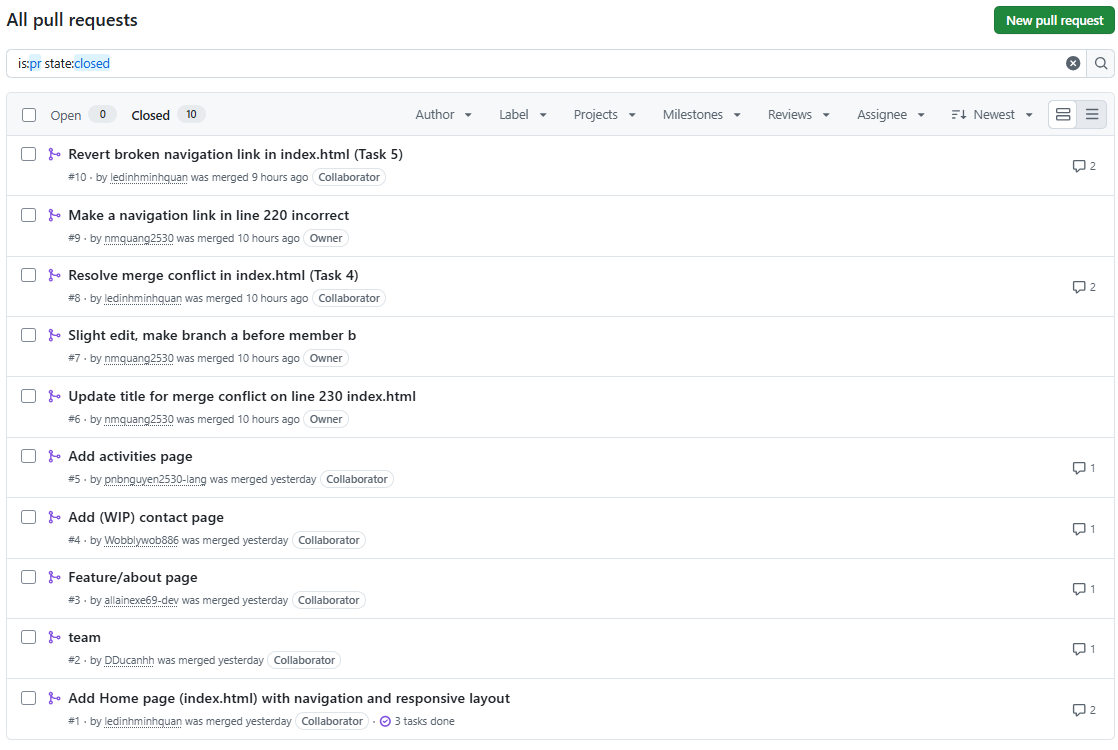 All pull requests
New pull request
is:pr state:closed
Open 0 Closed 10 Author Label Projects Milestones Reviews Assignee Newest
Revert broken navigation link in index.html (Task 5)
#10 · by ledinhminhquan was merged 9 hours ago Collaborator
2
Make a navigation link in line 220 incorrect
#9 · by nmquang2530 was merged 10 hours ago Owner
Resolve merge conflict in index.html (Task 4)
#8 · by ledinhminhquan was merged 10 hours ago Collaborator
2
Slight edit, make branch a before member b
#7 · by nmquang2530 was merged 10 hours ago Owner
Update title for merge conflict on line 230 index.html
#6 · by nmquang2530 was merged 10 hours ago Owner
Add activities page
#5 · by pnbnguyen2530-lang was merged yesterday Collaborator
1
Add (WIP) contact page
#4 · by Wobblywob886 was merged yesterday Collaborator
1
Feature/about page
#3 · by allainexe69-dev was merged yesterday Collaborator
1
team
#2 · by DDucanhh was merged yesterday Collaborator
1
Add Home page (index.html) with navigation and responsive layout
#1 · by ledinhminhquan was merged yesterday Collaborator · 3 tasks done
2